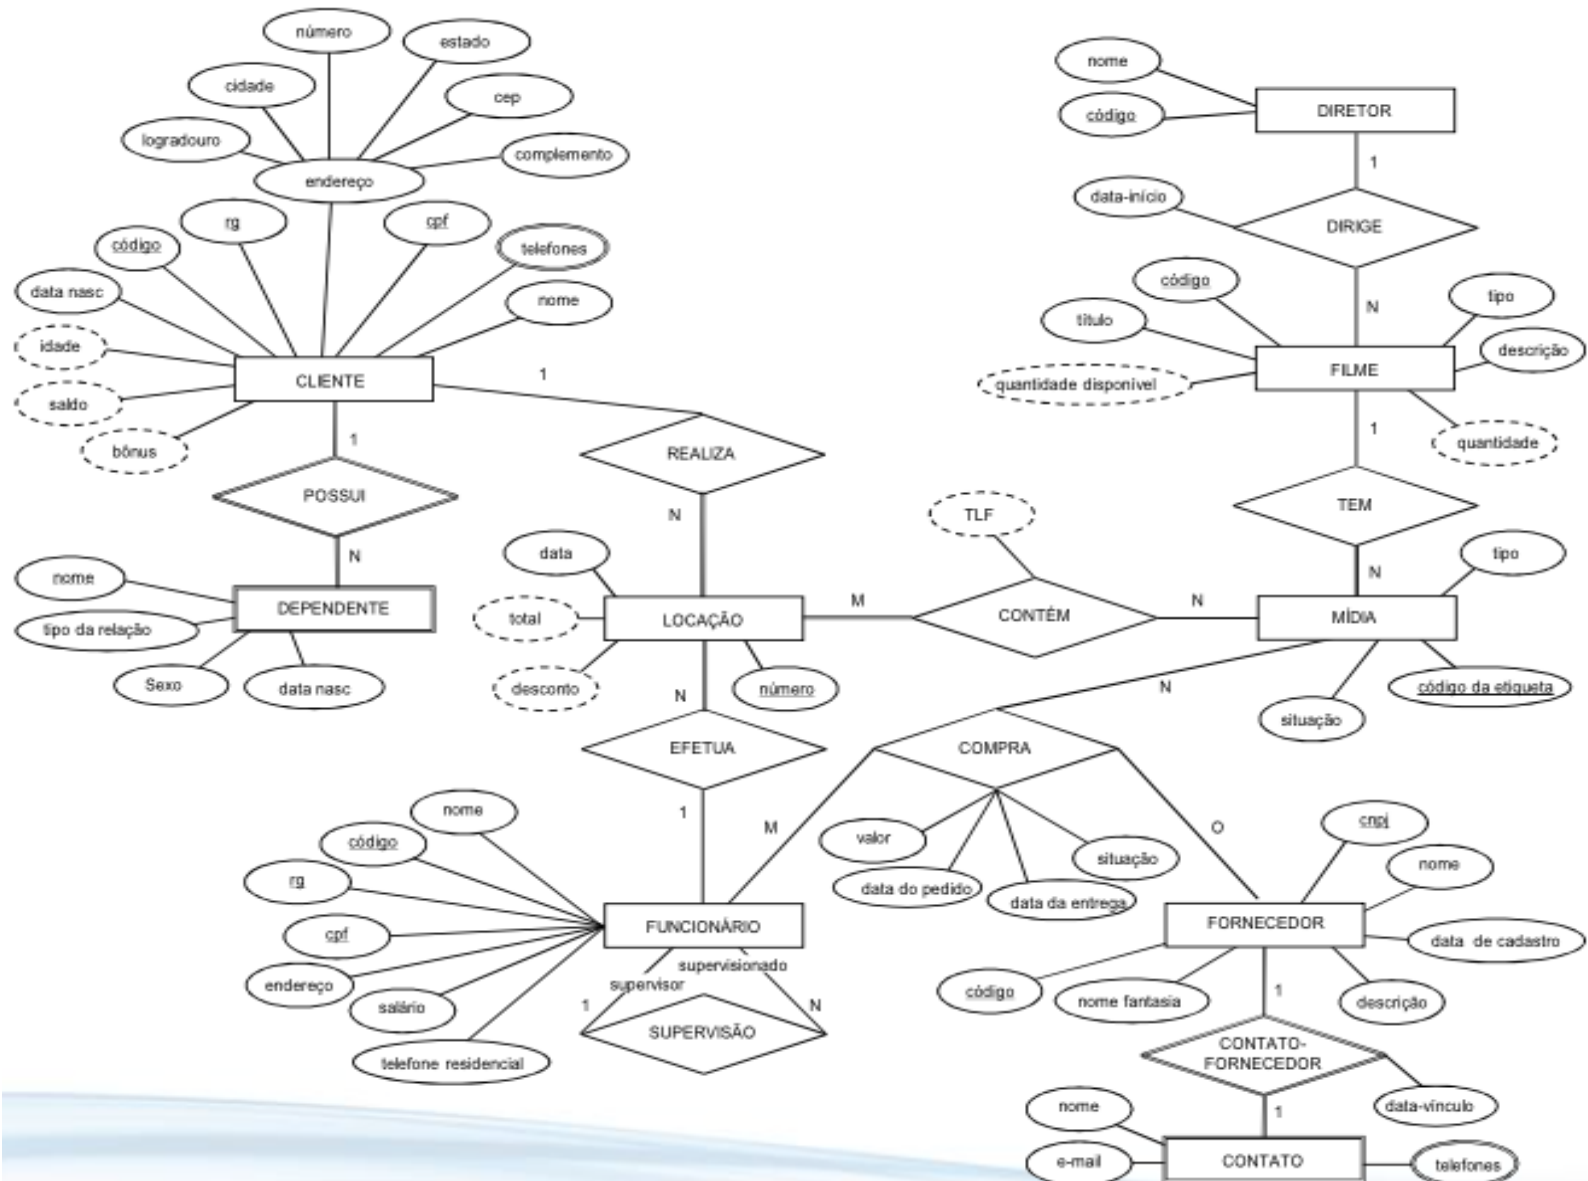 número
estado
cidade
cep
logradouro
complemento
endereço
rg
cpf
código
telefones
data nasc
nome
idade
CLIENTE
saldo
bônus
1
1
POSSUI
REALIZA
N
N
nome
DEPENDENTE
tipo da relação
Sexo
data nasc
nome
código
DIRETOR
1
data-início
DIRIGE
N
código
tipo
título
descrição
FILME
quantidade disponível
quantidade
1
TEM
N
tipo
MÍDIA
código da etiqueta
situação
TLF
M
CONTÉM
N
data
total
LOCAÇÃO
desconto
número
N
EFETUA
1
N
COMPRA
M
O
valor
situação
data do pedido
data da entrega
nome
código
rg
cpf
endereço
salário
telefone residencial
FUNCIONÁRIO
supervisionado
supervisor
1
N
SUPERVISÃO
cnpj
nome
FORNECEDOR
data de cadastro
código
nome fantasia
descrição
1
CONTATO-
FORNECEDOR
data-vínculo
1
nome
e-mail
CONTATO
telefones